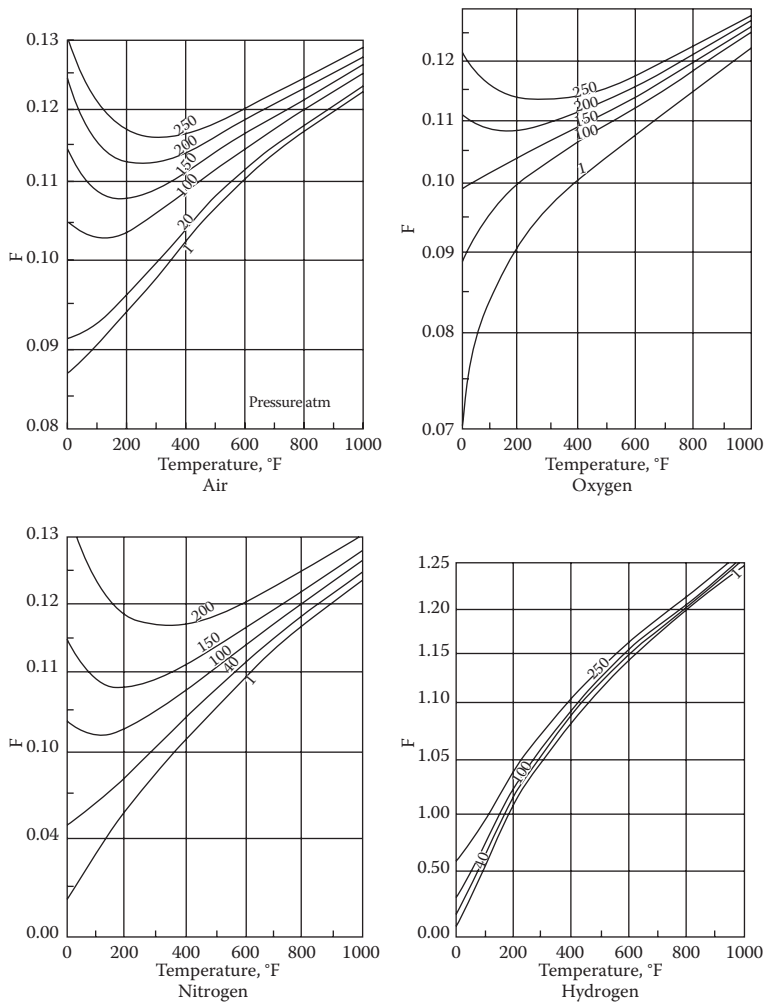 0.13
0.12
0.11
0.10
0.09
0.08
F
250
200
150
100
20
1
Pressure atm
0 200 400 600 800 1000
Temperature, °F
Air
0.12
0.11
0.10
0.09
0.08
0.07
F
250
200
150
100
1
0 200 400 600 800 1000
Temperature, °F
Oxygen
0.13
0.12
0.11
0.10
0.04
0.00
F
200
150
100
40
1
0 200 400 600 800 1000
Temperature, °F
Nitrogen
1.25
1.20
1.15
1.10
1.05
1.00
0.50
0.00
F
1
250
100
40
0 200 400 600 800 1000
Temperature, °F
Hydrogen